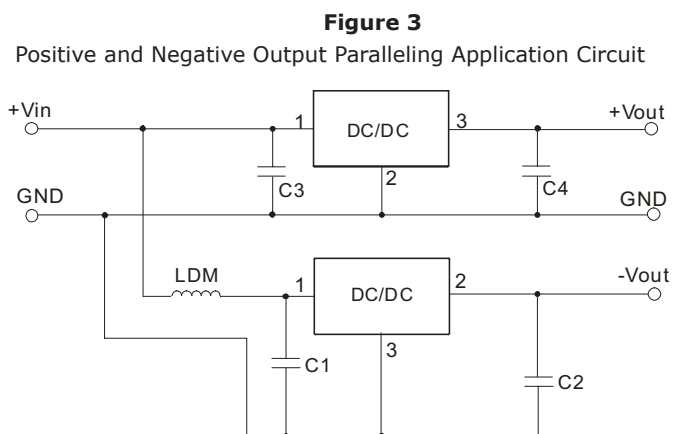 Figure 3
Positive and Negative Output Paralleling Application Circuit
+Vin
1
DC/DC
3
+Vout
C3
2
C4
GND
GND
LDM
1
DC/DC
2
-Vout
C1
3
C2